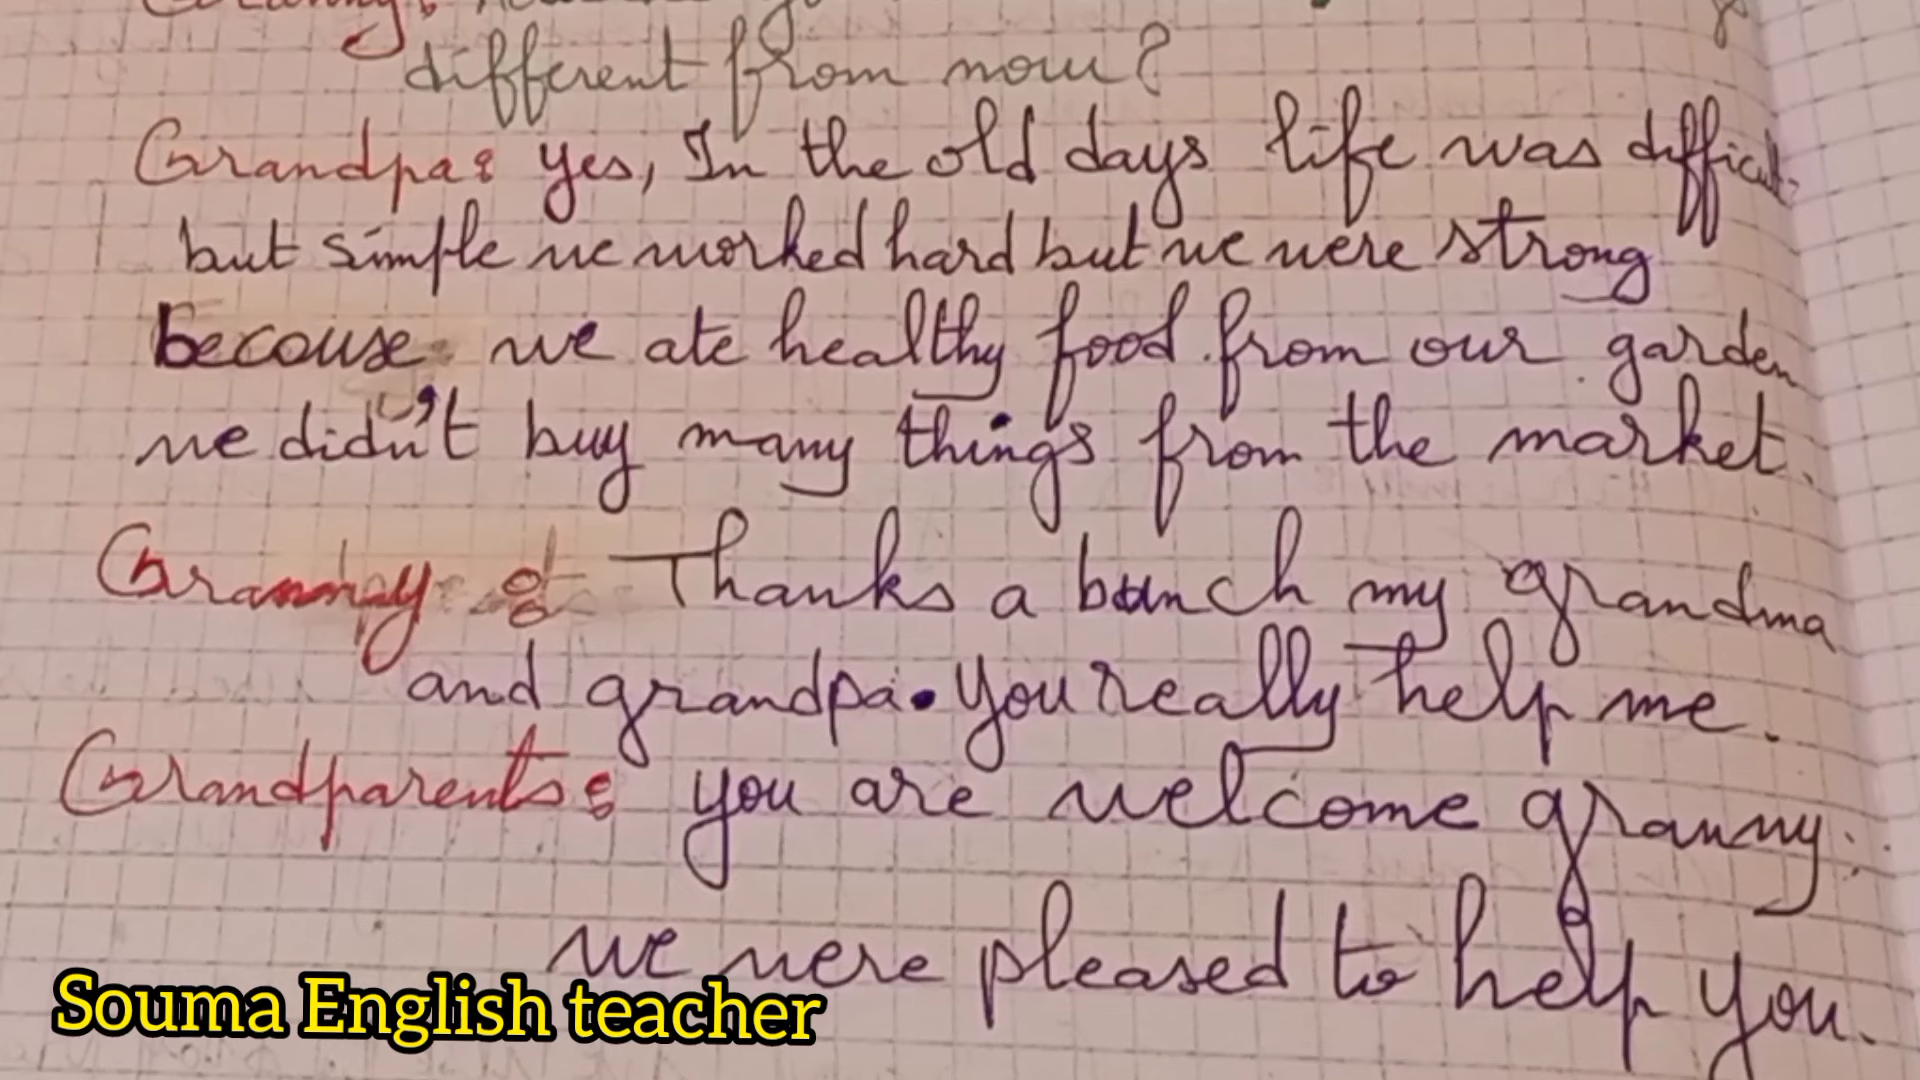 Granny:
different from now?
Grandpa: yes, In the old days life was difficult
but simple we worked hard but we were strong
becouse we ate healthy food from our garden
we didn't buy many things from the market.
Granny: Thanks a bunch my grandma
and grandpa. You really help me.
Grandparents: you are welcome granny.
we were pleased to help you.
Souma English teacher